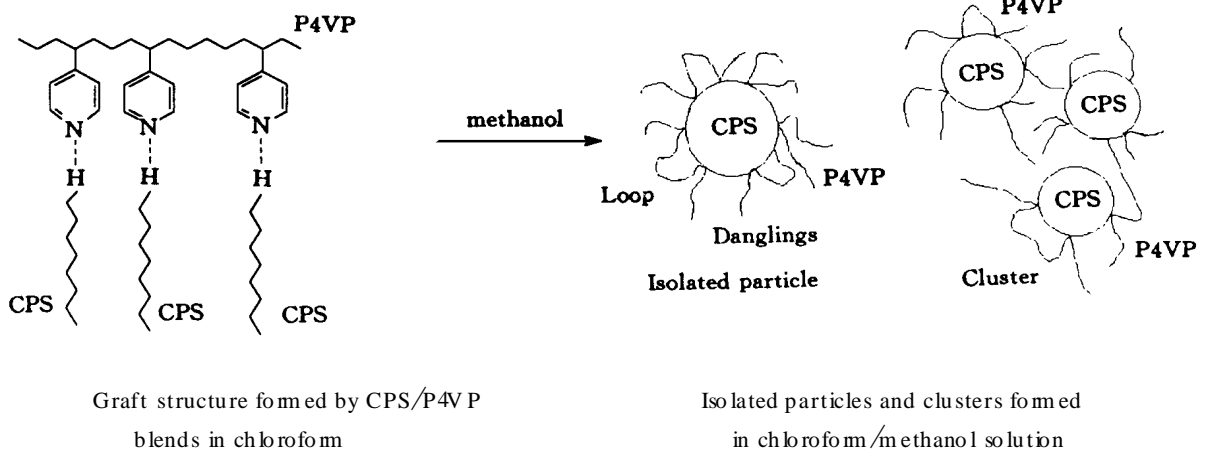 P4VP
N N N
H H H
CPS CPS CPS
methanol
CPS
Loop
P4VP
Danglings
Isolated particle
P4VP
CPS
CPS
CPS
P4VP
Cluster
Graft structure formed by CPS/P4VP
blends in chloroform
Isolated particles and clusters formed
in chloroform/methanol solution